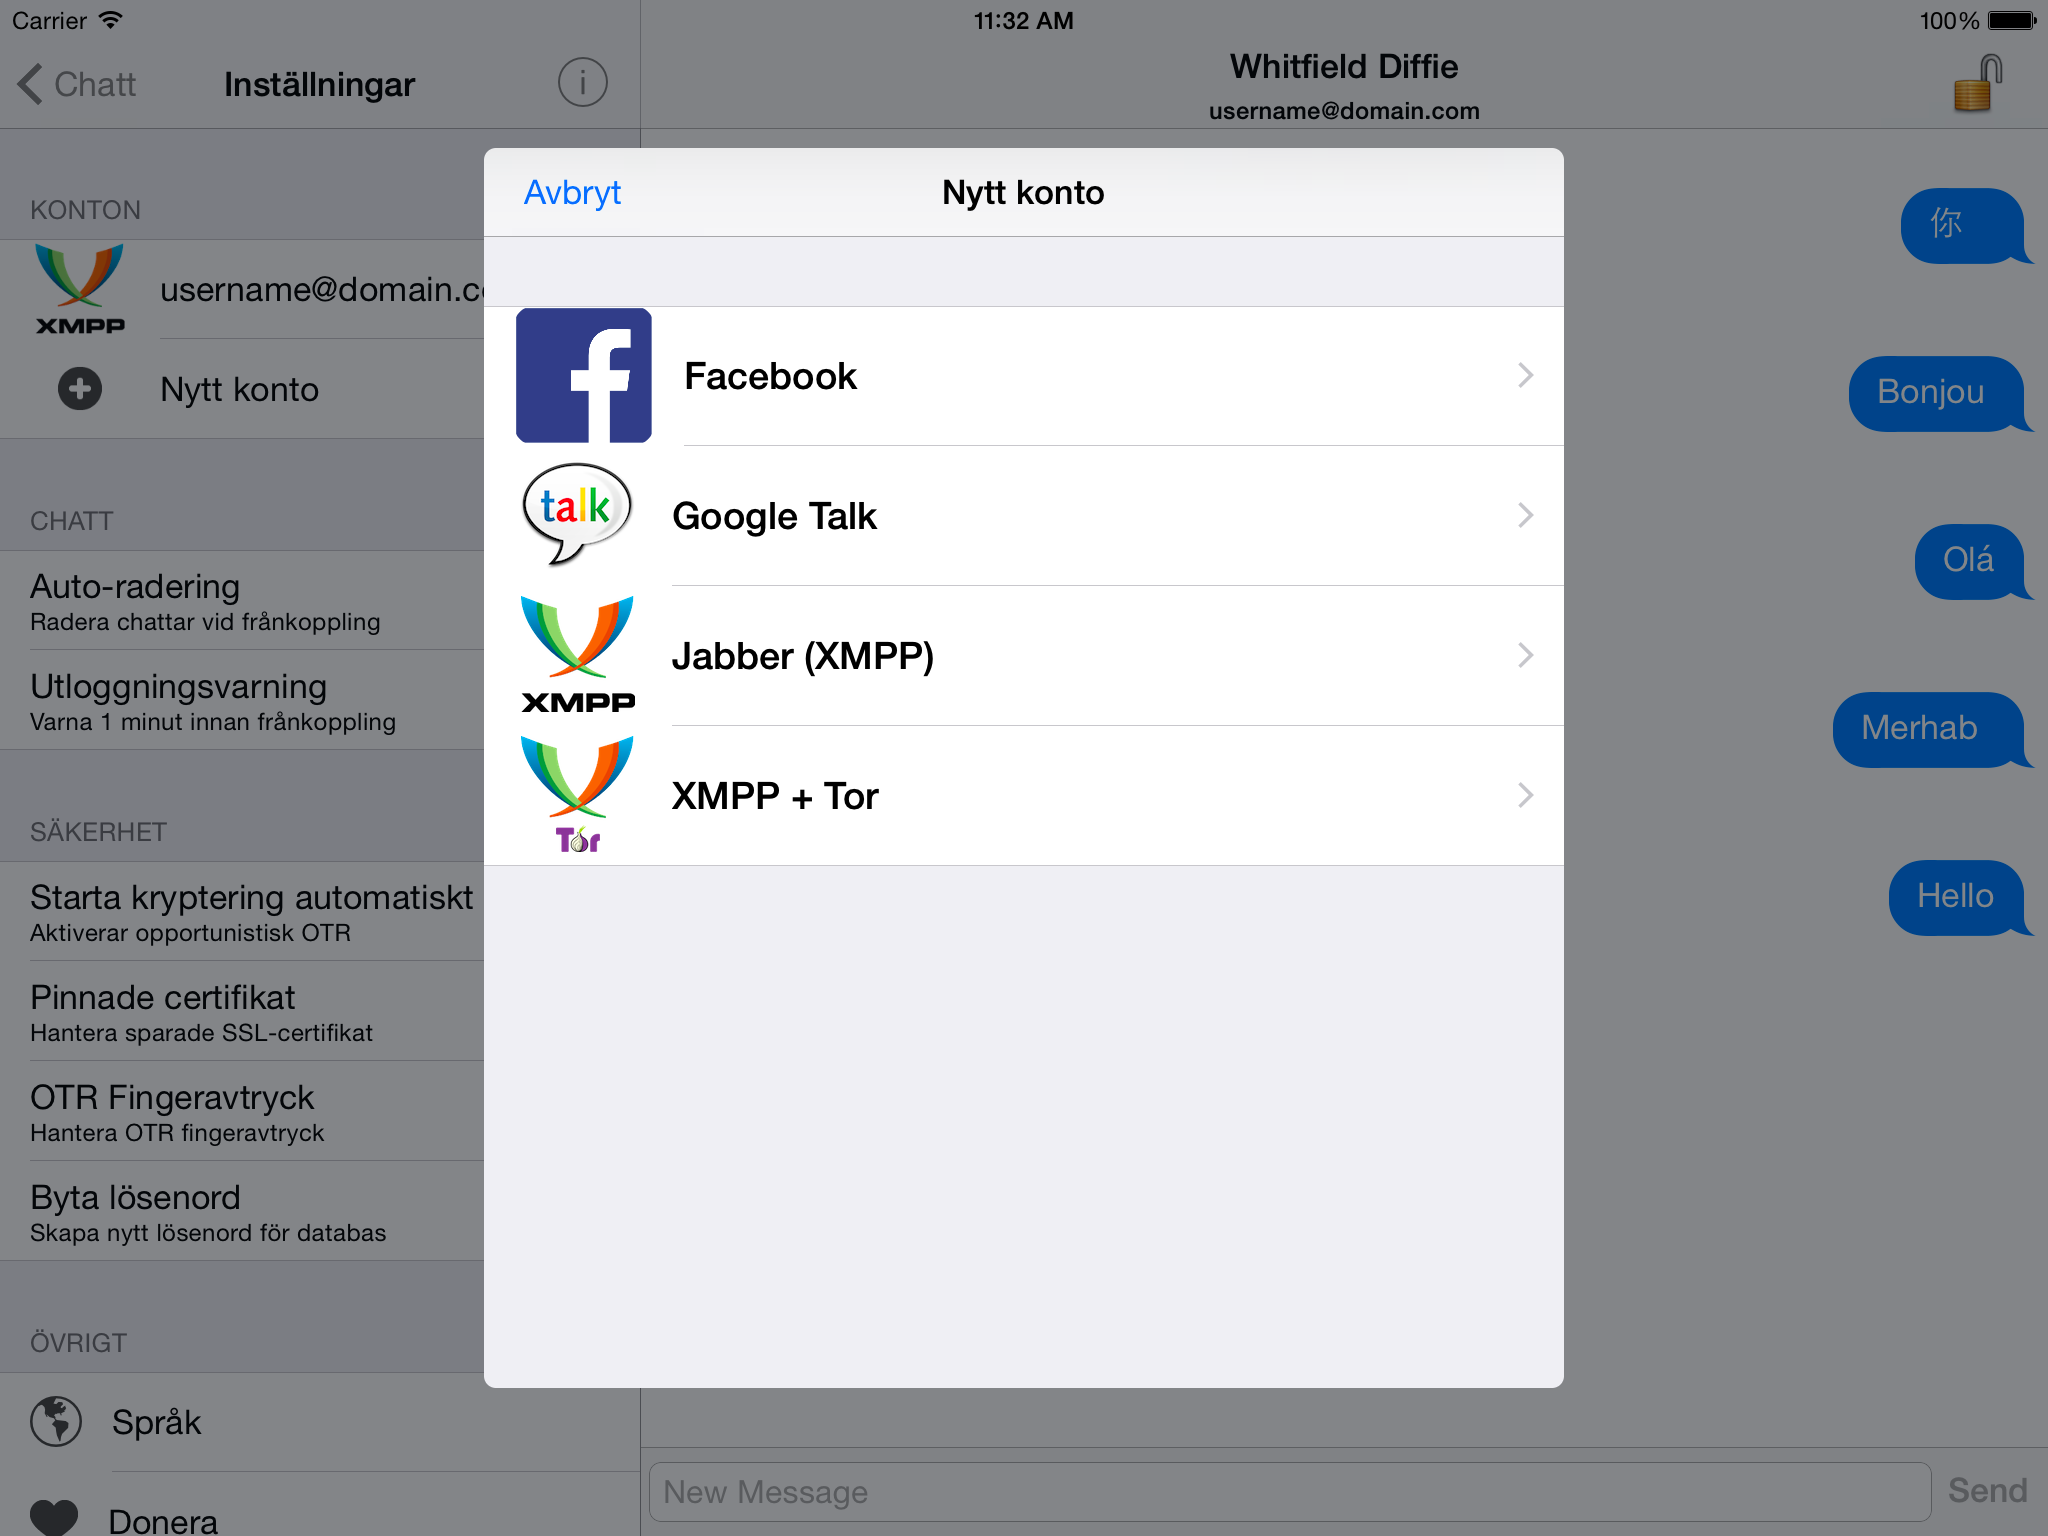 Carrier
11:32 AM
100%
Chatt
Inställningar
Whitfield Diffie
username@domain.com
KONTON
XMPP
username@domain.c
Nytt konto
CHATT
Auto-radering
Radera chattar vid frånkoppling
Utloggningsvarning
Varna 1 minut innan frånkoppling
SÄKERHET
Starta kryptering automatiskt
Aktiverar opportunistisk OTR
Pinnade certifikat
Hantera sparade SSL-certifikat
OTR Fingeravtryck
Hantera OTR fingeravtryck
Byta lösenord
Skapa nytt lösenord för databas
ÖVRIGT
Språk
Donera
Avbryt
Nytt konto
Facebook
talk
Google Talk
XMPP
Jabber (XMPP)
Tor
XMPP + Tor
你
Bonjou
Olá
Merhab
Hello
New Message
Send